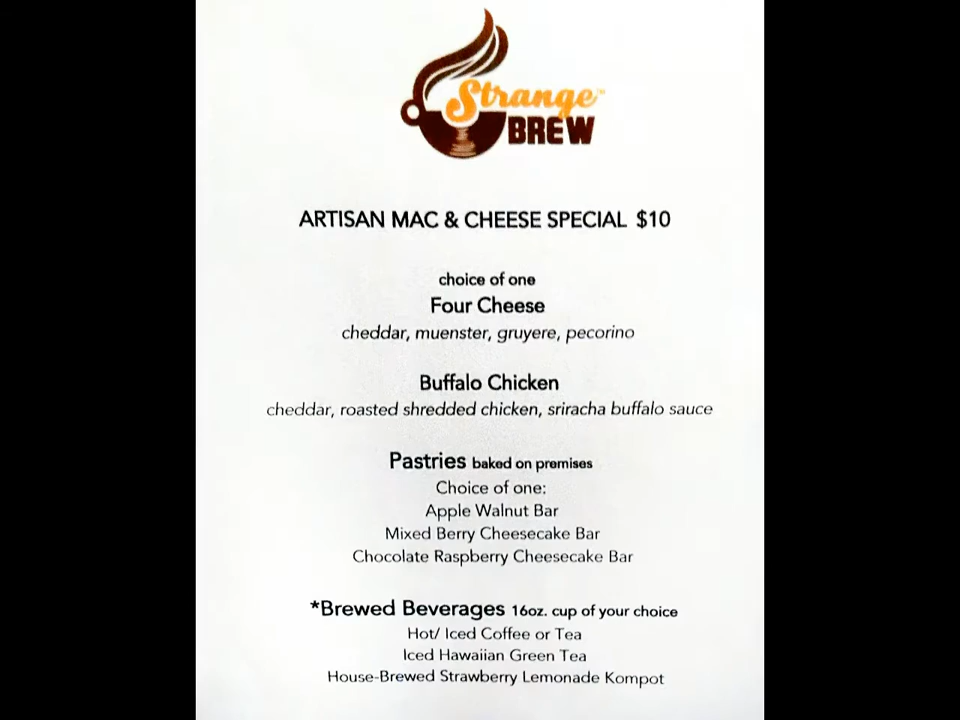 Strange™
BREW
ARTISAN MAC & CHEESE SPECIAL $10
choice of one
Four Cheese
cheddar, muenster, gruyere, pecorino
Buffalo Chicken
cheddar, roasted shredded chicken, sriracha buffalo sauce
Pastries baked on premises
Choice of one:
Apple Walnut Bar
Mixed Berry Cheesecake Bar
Chocolate Raspberry Cheesecake Bar
*Brewed Beverages 16oz. cup of your choice
Hot/ Iced Coffee or Tea
Iced Hawaiian Green Tea
House-Brewed Strawberry Lemonade Kompot